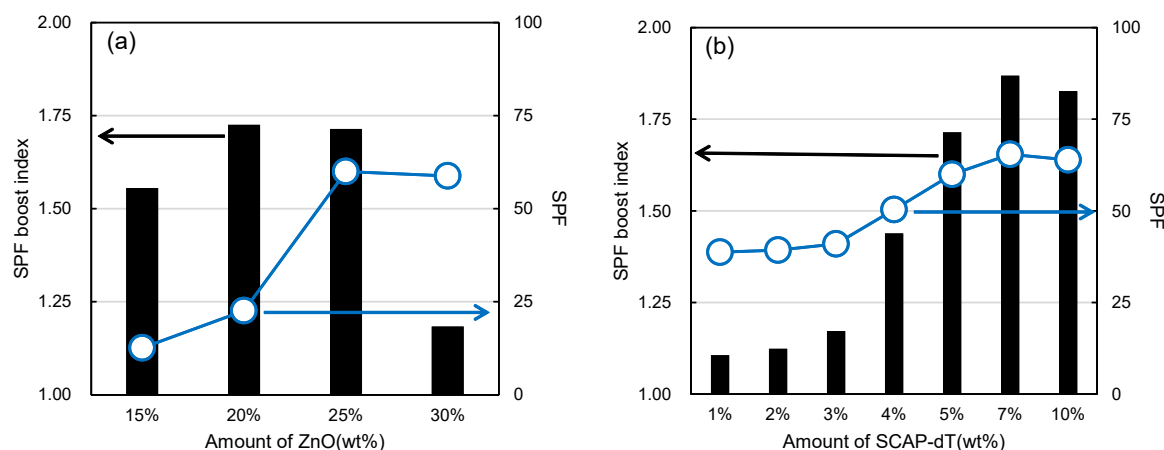 (a)
2.00
1.75
1.50
1.25
1.00
SPF boost index
100
75
50
25
0
SPF
15% 20% 25% 30%
Amount of ZnO(wt%)
(b)
2.00
1.75
1.50
1.25
1.00
SPF boost index
100
75
50
25
0
SPF
1% 2% 3% 4% 5% 7% 10%
Amount of SCAP-dT(wt%)